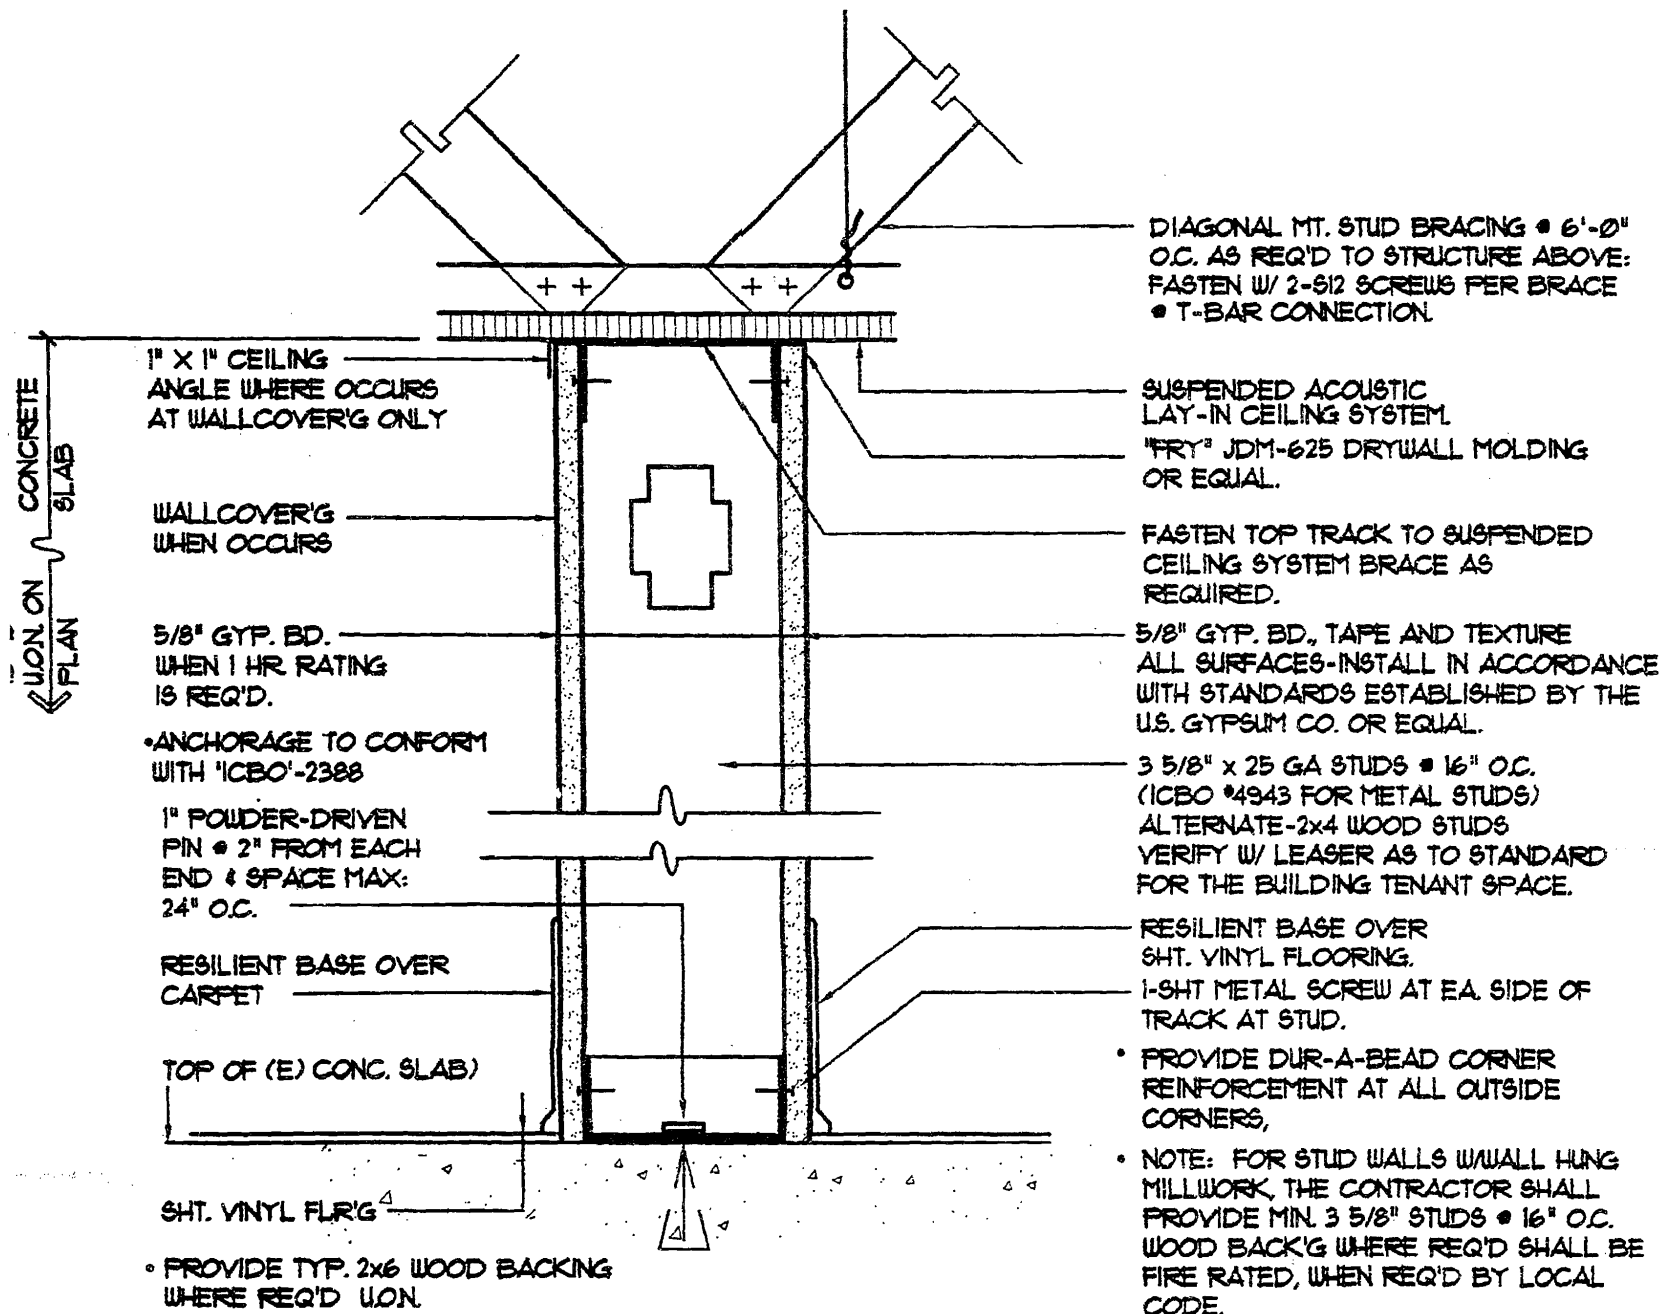 DIAGONAL MT. STUD BRACING @ 6'-0"
O.C. AS REQ'D TO STRUCTURE ABOVE:
FASTEN W/ 2-S12 SCREWS PER BRACE
@ T-BAR CONNECTION.
1" X 1" CEILING
ANGLE WHERE OCCURS
AT WALLCOVER'G ONLY
SUSPENDED ACOUSTIC
LAY-IN CEILING SYSTEM.
"FRY" JDM-625 DRYWALL MOLDING
OR EQUAL.
CONCRETE
SLAB
U.O.N. ON
PLAN
WALLCOVER'G
WHEN OCCURS
FASTEN TOP TRACK TO SUSPENDED
CEILING SYSTEM BRACE AS
REQUIRED.
5/8" GYP. BD.
WHEN 1 HR. RATING
IS REQ'D.
5/8" GYP. BD., TAPE AND TEXTURE
ALL SURFACES-INSTALL IN ACCORDANCE
WITH STANDARDS ESTABLISHED BY THE
U.S. GYPSUM CO. OR EQUAL.
•ANCHORAGE TO CONFORM
WITH 'ICBO'-2388
3 5/8" x 25 GA STUDS @ 16" O.C.
(ICBO #4943 FOR METAL STUDS)
ALTERNATE-2x4 WOOD STUDS
VERIFY W/ LEASER AS TO STANDARD
FOR THE BUILDING TENANT SPACE.
1" POWDER-DRIVEN
PIN @ 2" FROM EACH
END & SPACE MAX:
24" O.C.
RESILIENT BASE OVER
SHT. VINYL FLOORING.
RESILIENT BASE OVER
CARPET
1-SHT METAL SCREW AT EA. SIDE OF
TRACK AT STUD.
TOP OF (E) CONC. SLAB)
• PROVIDE DUR-A-BEAD CORNER
REINFORCEMENT AT ALL OUTSIDE
CORNERS,
SHT. VINYL FLR'G
• NOTE: FOR STUD WALLS W/WALL HUNG
MILLWORK, THE CONTRACTOR SHALL
PROVIDE MIN. 3 5/8" STUDS @ 16" O.C.
WOOD BACK'G WHERE REQ'D SHALL BE
FIRE RATED, WHEN REQ'D BY LOCAL
CODE.
• PROVIDE TYP. 2x6 WOOD BACKING
WHERE REQ'D U.O.N.